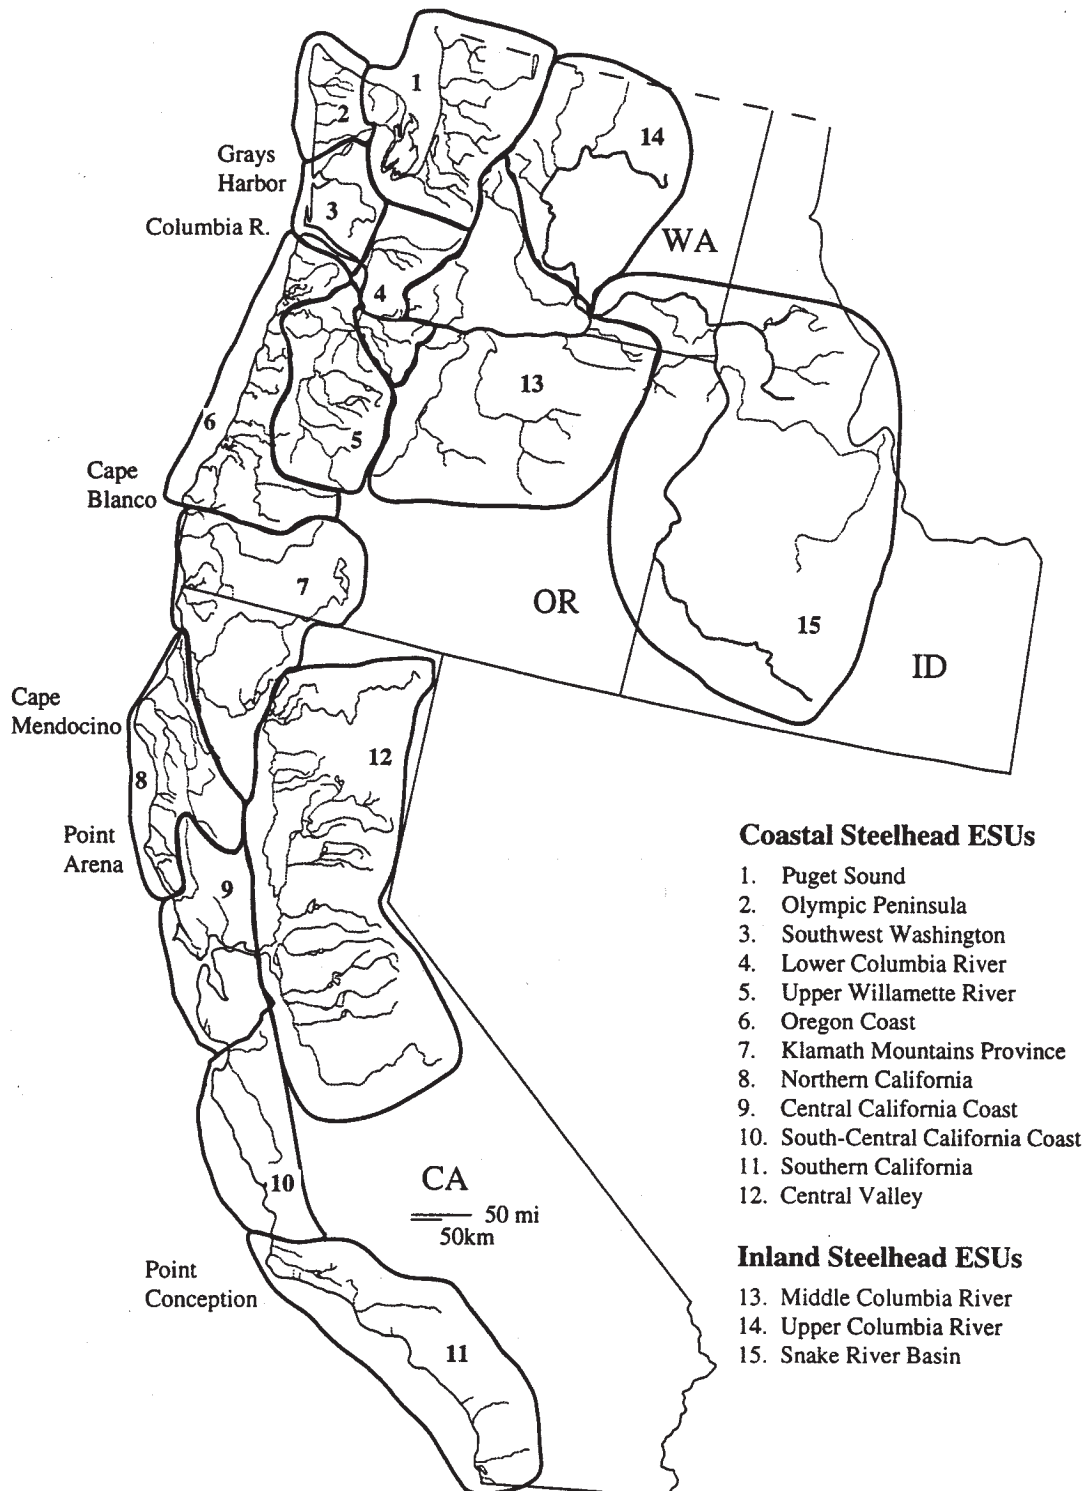 1
2
14
Grays
Harbor
3
Columbia R.
WA
4
13
6
5
Cape
Blanco
7
OR
15
ID
Cape
Mendocino
12
8
Point
Arena
9
10
CA
50 mi
50km
Point
Conception
11
Coastal Steelhead ESUs
1. Puget Sound
2. Olympic Peninsula
3. Southwest Washington
4. Lower Columbia River
5. Upper Willamette River
6. Oregon Coast
7. Klamath Mountains Province
8. Northern California
9. Central California Coast
10. South-Central California Coast
11. Southern California
12. Central Valley
Inland Steelhead ESUs
13. Middle Columbia River
14. Upper Columbia River
15. Snake River Basin